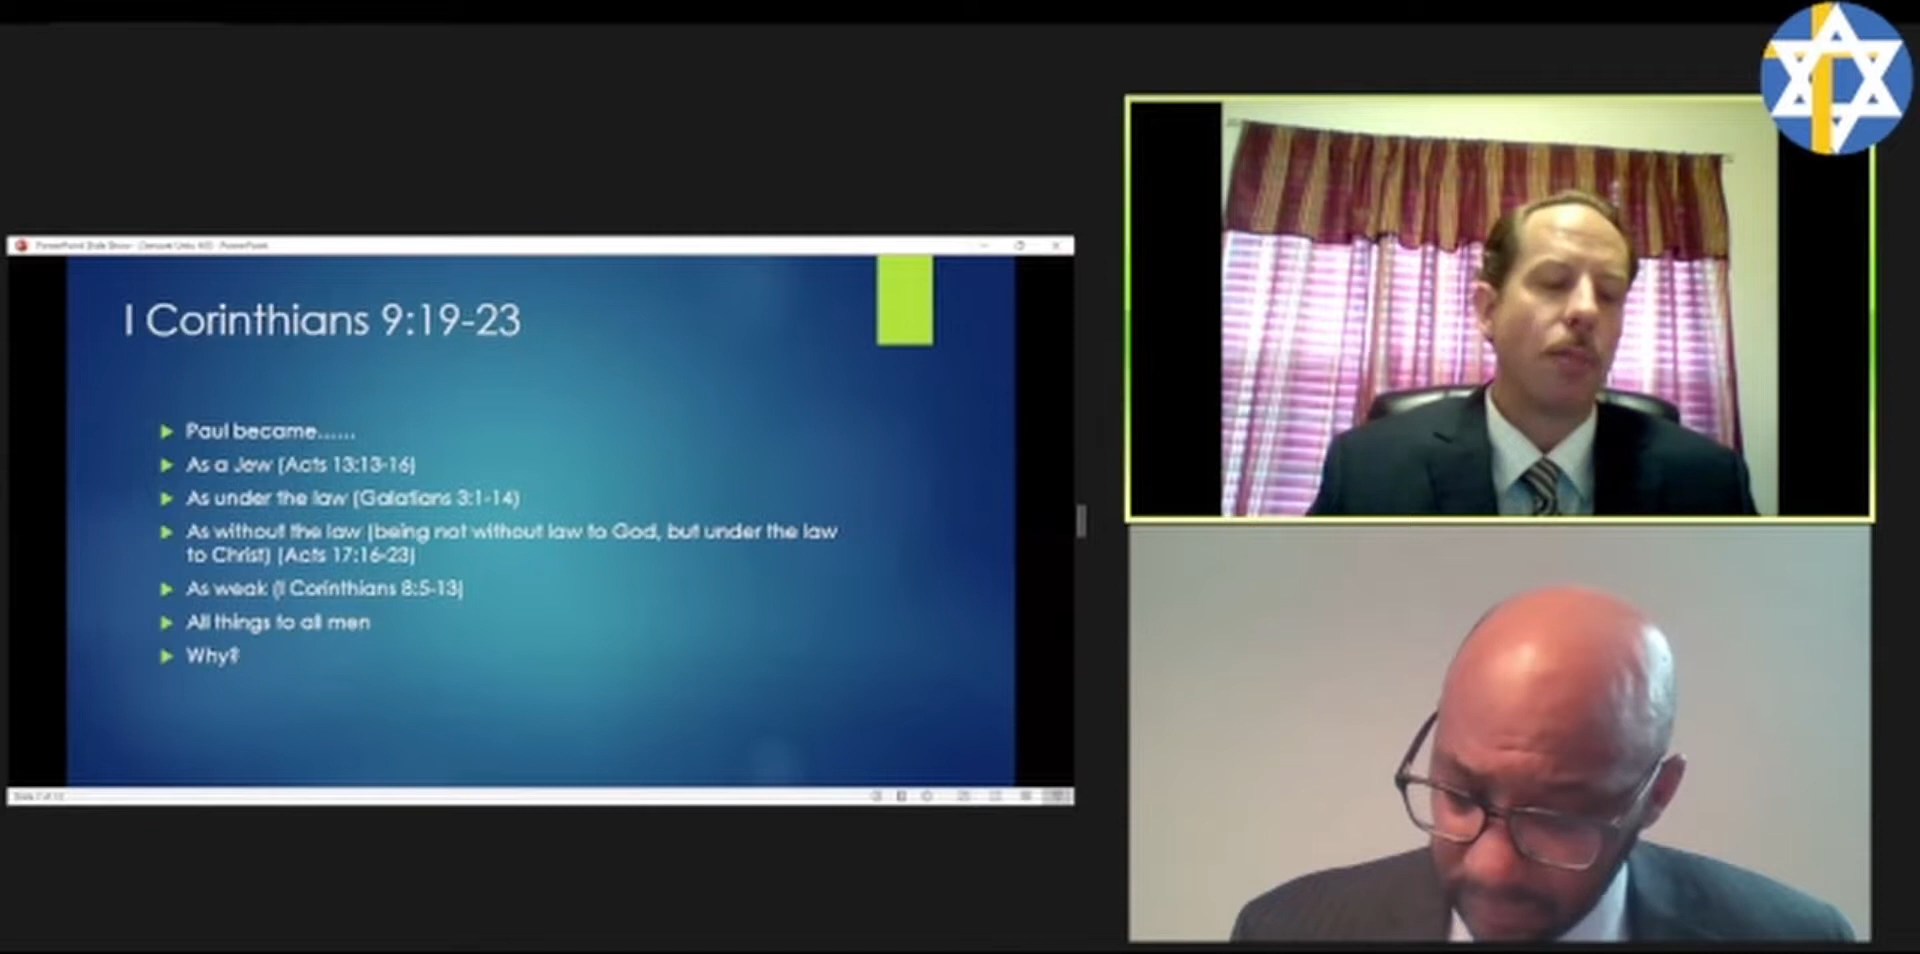 I Corinthians 9:19-23
Paul became......
As a Jew (Acts 13:13-16)
As under the law (Galatians 3:1-14)
As without the law (being not without law to God, but under the law
to Christ) (Acts 17:16-23)
As weak (I Corinthians 8:5-13)
All things to all men
Why?